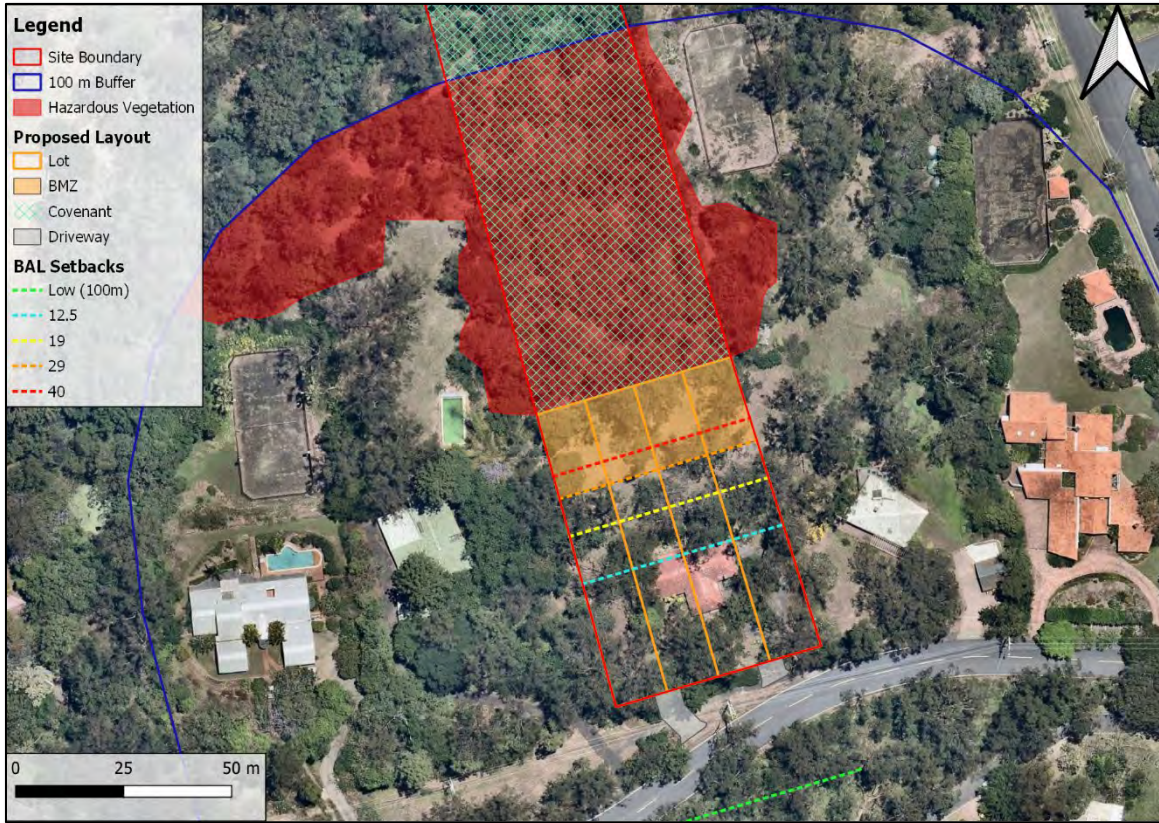 Legend
Site Boundary
100 m Buffer
Hazardous Vegetation
Proposed Layout
Lot
BMZ
Covenant
Driveway
BAL Setbacks
Low (100m)
12.5
19
29
40
0 25 50 m